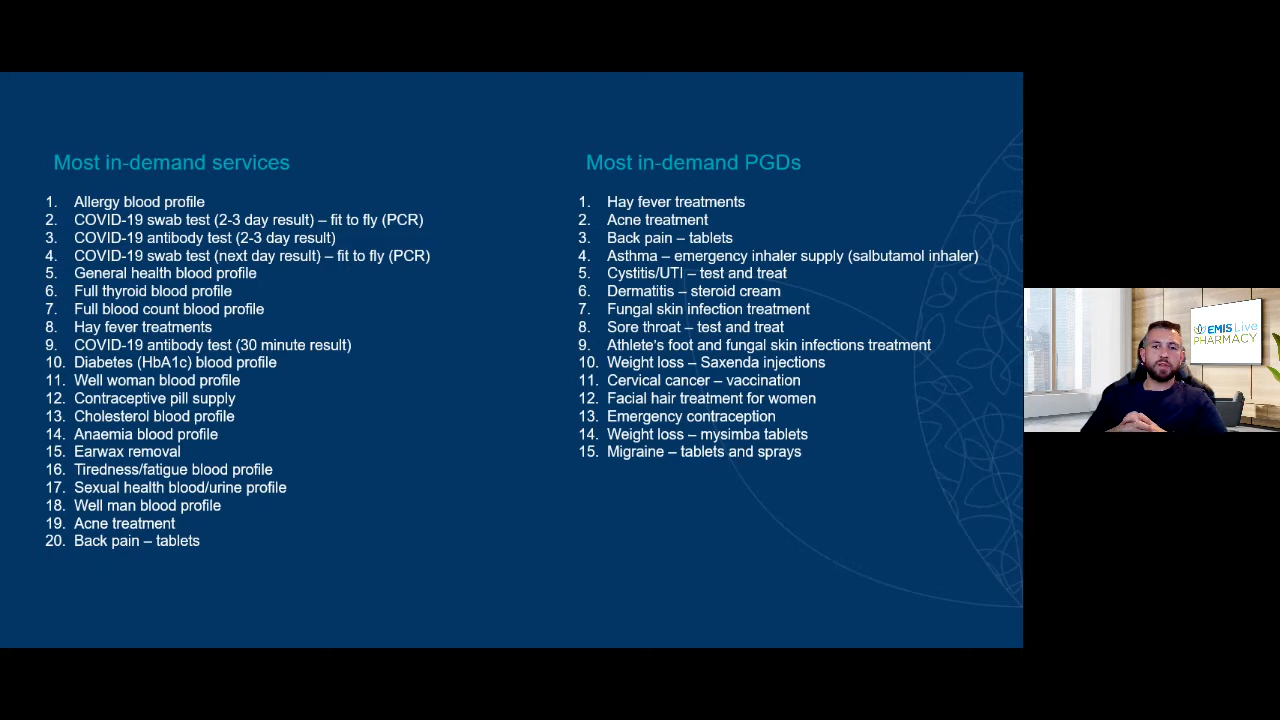 Most in-demand services
1. Allergy blood profile
2. COVID-19 swab test (2-3 day result) – fit to fly (PCR)
3. COVID-19 antibody test (2-3 day result)
4. COVID-19 swab test (next day result) – fit to fly (PCR)
5. General health blood profile
6. Full thyroid blood profile
7. Full blood count blood profile
8. Hay fever treatments
9. COVID-19 antibody test (30 minute result)
10. Diabetes (HbA1c) blood profile
11. Well woman blood profile
12. Contraceptive pill supply
13. Cholesterol blood profile
14. Anaemia blood profile
15. Earwax removal
16. Tiredness/fatigue blood profile
17. Sexual health blood/urine profile
18. Well man blood profile
19. Acne treatment
20. Back pain – tablets
Most in-demand PGDs
1. Hay fever treatments
2. Acne treatment
3. Back pain – tablets
4. Asthma – emergency inhaler supply (salbutamol inhaler)
5. Cystitis/UTI – test and treat
6. Dermatitis – steroid cream
7. Fungal skin infection treatment
8. Sore throat – test and treat
9. Athlete's foot and fungal skin infections treatment
10. Weight loss – Saxenda injections
11. Cervical cancer – vaccination
12. Facial hair treatment for women
13. Emergency contraception
14. Weight loss – mysimba tablets
15. Migraine – tablets and sprays
EMIS Live
PHARMACY